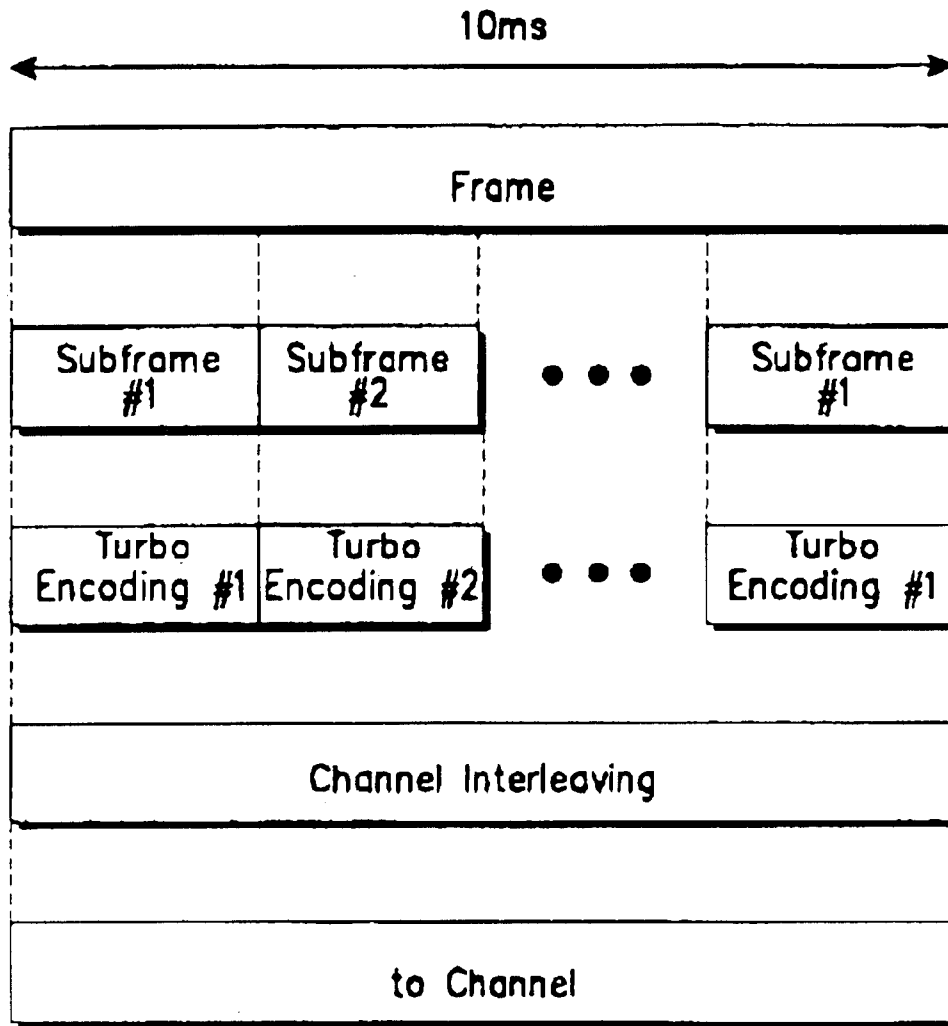 10ms
Frame
Subframe
#1
Subframe
#2
Subframe
#1
Turbo
Encoding #1
Turbo
Encoding #2
Turbo
Encoding #1
Channel Interleaving
to Channel